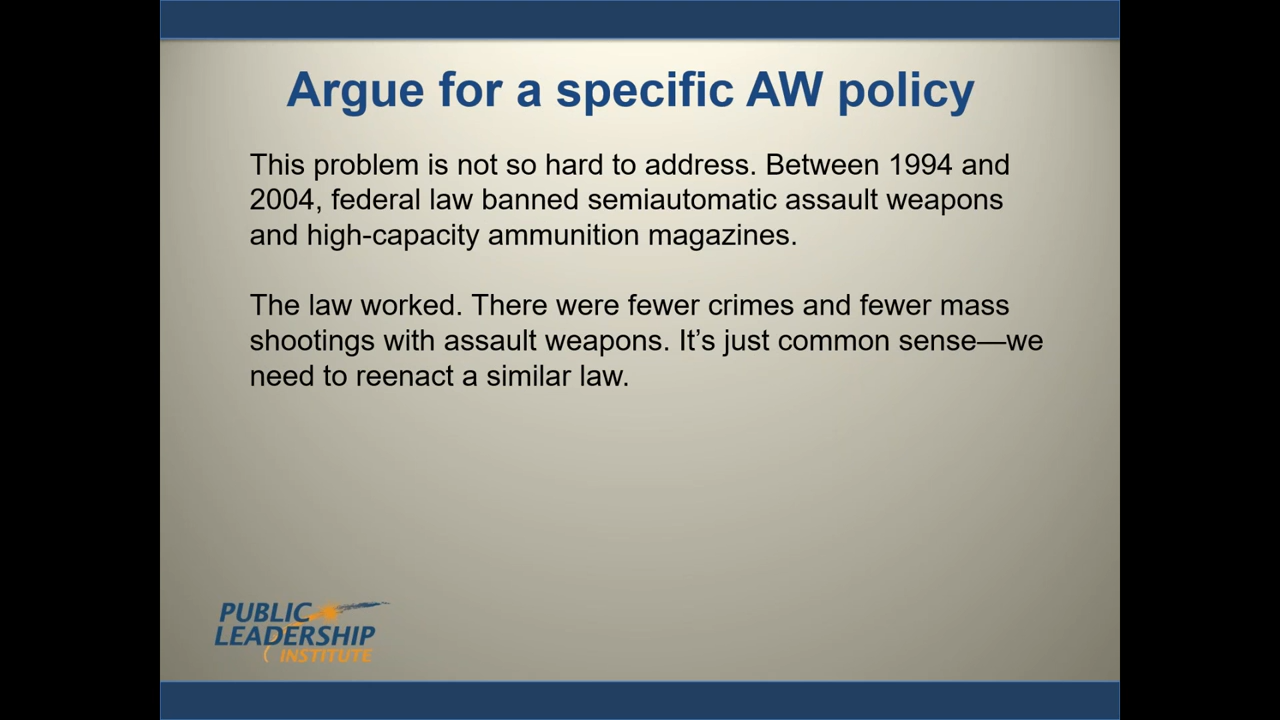 Argue for a specific AW policy
This problem is not so hard to address. Between 1994 and
2004, federal law banned semiautomatic assault weapons
and high-capacity ammunition magazines.
The law worked. There were fewer crimes and fewer mass
shootings with assault weapons. It’s just common sense—we
need to reenact a similar law.
PUBLIC
LEADERSHIP
INSTITUTE